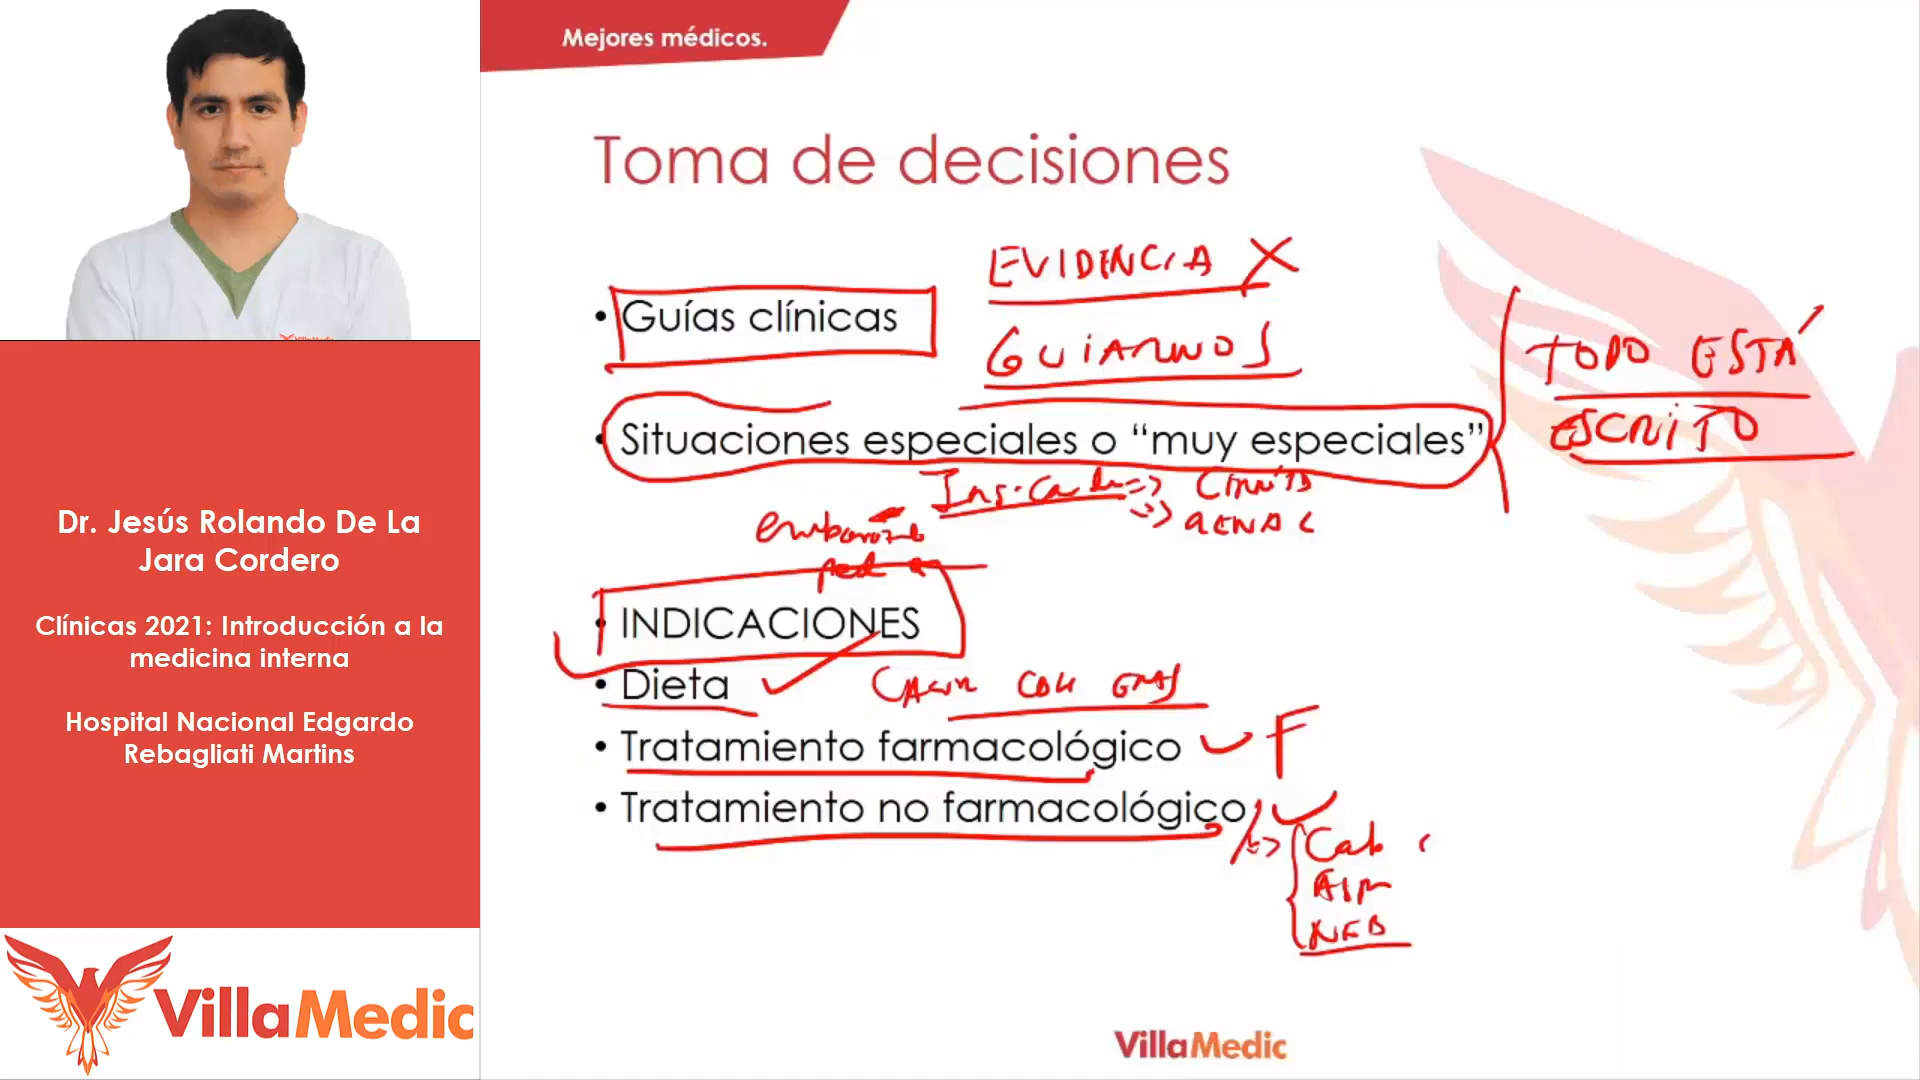 Mejores médicos.
Toma de decisiones
EVIDENCIA X
• Guías clínicas
GUIARNOS
TODO ESTÁ
ESCRITO
• Situaciones especiales o “muy especiales”
RENAL
• INDICACIONES
• Dieta
• Tratamiento farmacológico
F
• Tratamiento no farmacológico
NEB
Dr. Jesús Rolando De La
Jara Cordero
Clínicas 2021: Introducción a la
medicina interna
Hospital Nacional Edgardo
Rebagliati Martins
VillaMedic
VillaMedic